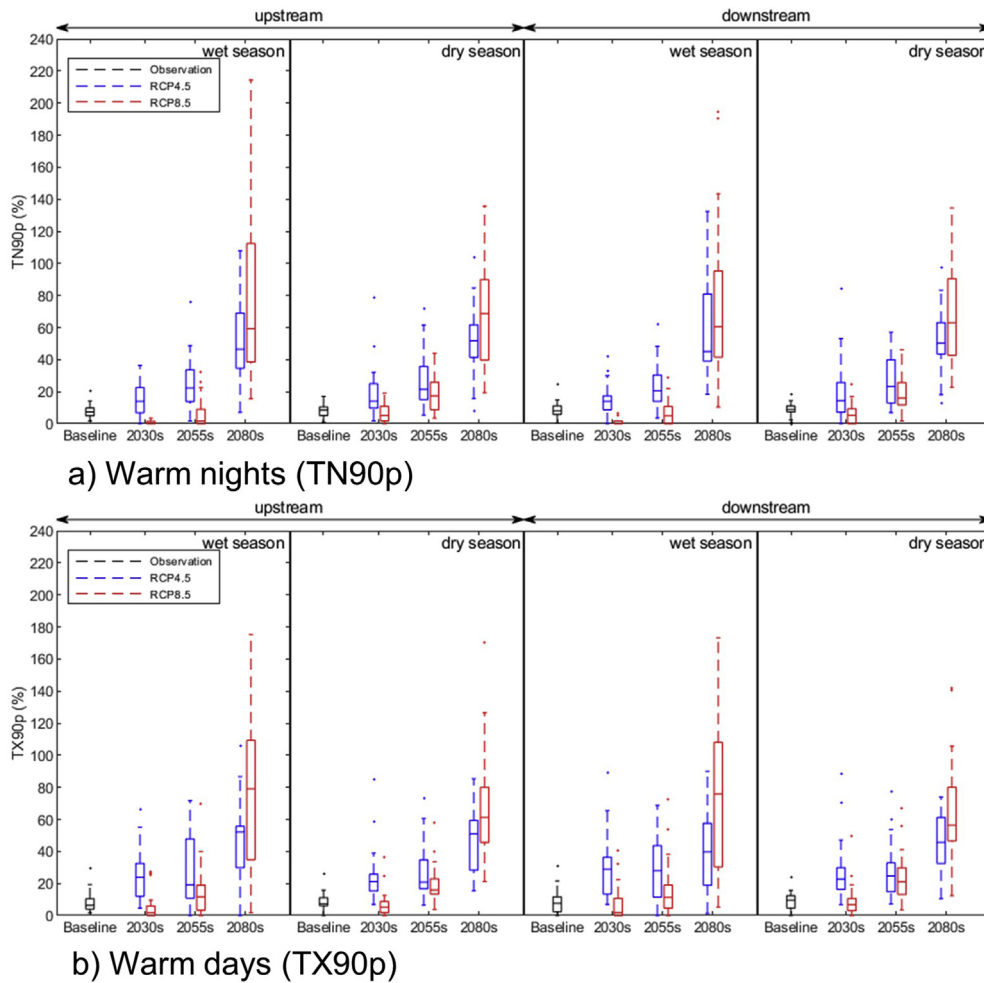 upstream downstream
wet season dry season wet season dry season
240
220
200
180
160
140
120
100
80
60
40
20
0
TN90p (%)
Observation
RCP4.5
RCP8.5
Baseline 2030s 2055s 2080s Baseline 2030s 2055s 2080s Baseline 2030s 2055s 2080s Baseline 2030s 2055s 2080s
a) Warm nights (TN90p)
upstream downstream
wet season dry season wet season dry season
240
220
200
180
160
140
120
100
80
60
40
20
0
TX90p (%)
Observation
RCP4.5
RCP8.5
Baseline 2030s 2055s 2080s Baseline 2030s 2055s 2080s Baseline 2030s 2055s 2080s Baseline 2030s 2055s 2080s
b) Warm days (TX90p)